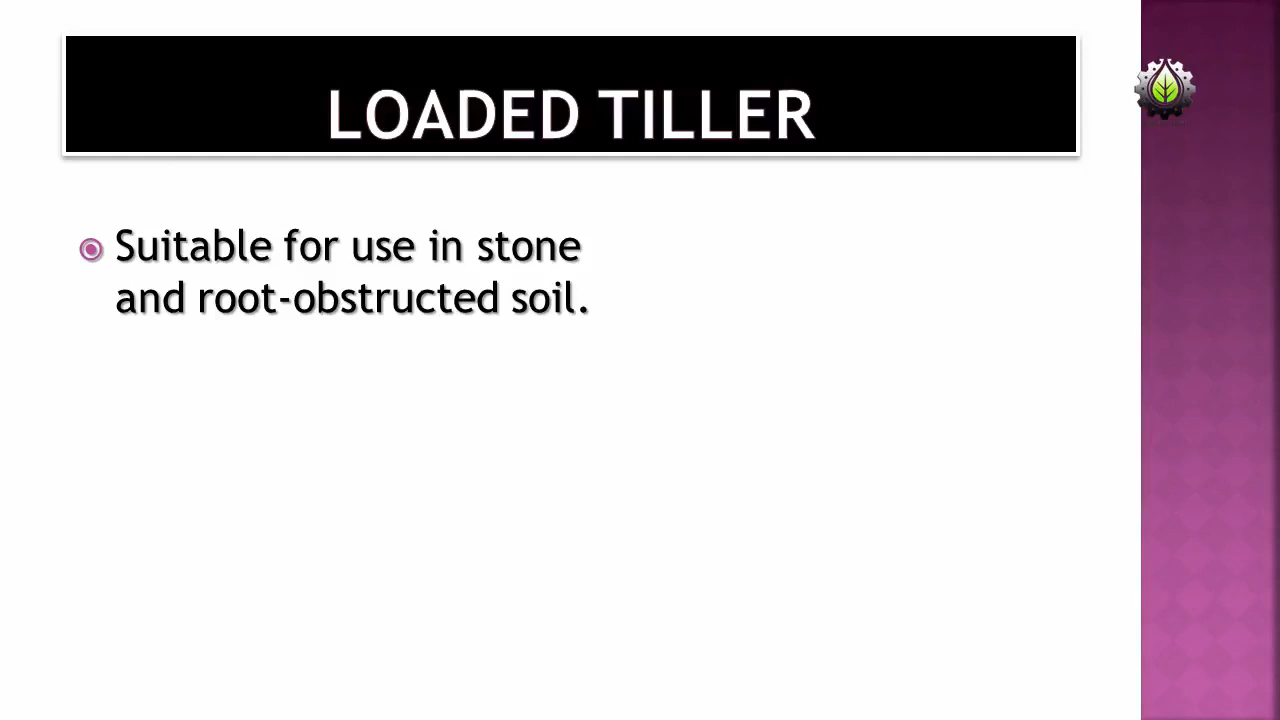 LOADED TILLER
Suitable for use in stone
and root-obstructed soil.